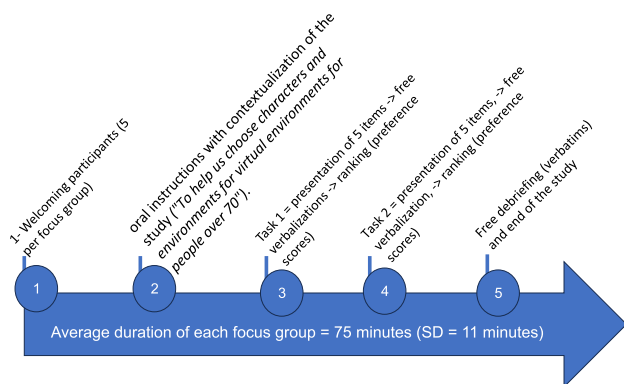 1- Welcoming participants (5
per focus group)
oral instructions with contextualization of the
study ("To help us choose characters and
environments for virtual environments for
people over 70").
Task 1 = presentation of 5 items -> free
verbalizations -> ranking (preference
scores)
Task 2 = presentation of 5 items, -> free
verbalization, -> ranking (preference
scores)
Free debriefing (verbatims)
and end of the study
1
2
3
4
5
Average duration of each focus group = 75 minutes (SD = 11 minutes)